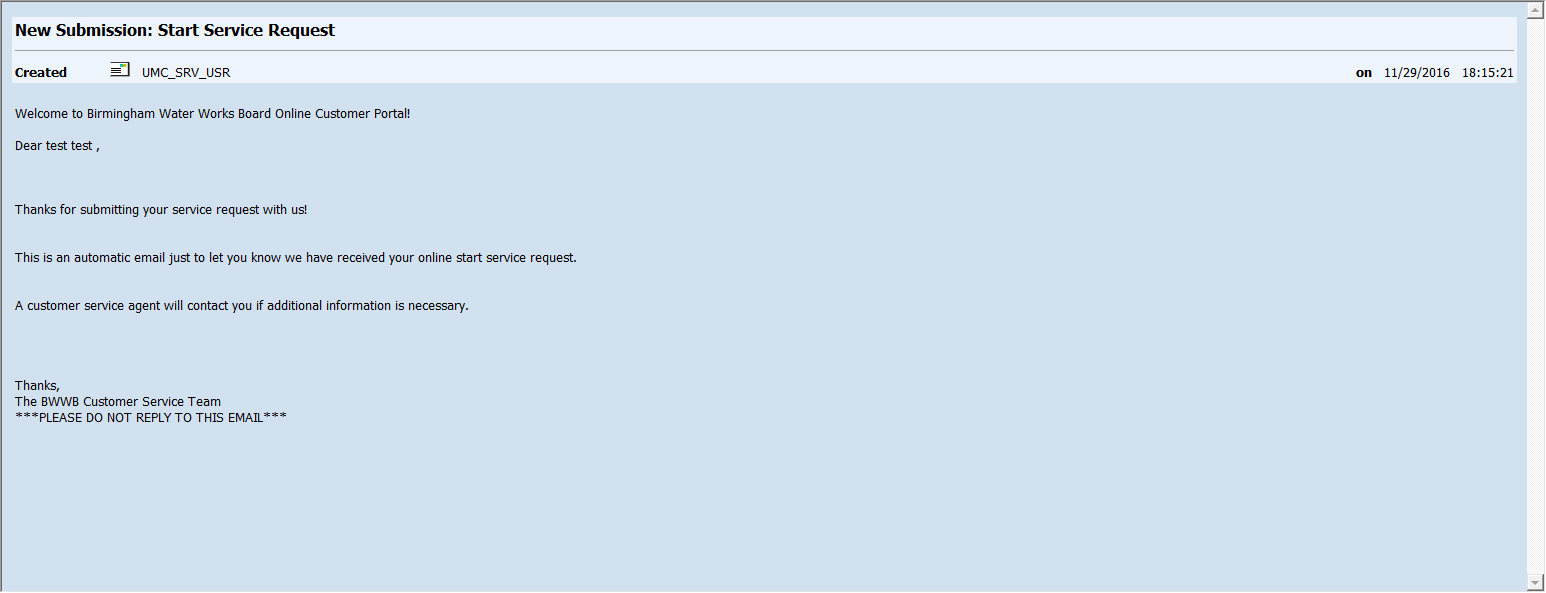 New Submission: Start Service Request
Created UMC_SRV_USR on 11/29/2016 18:15:21
Welcome to Birmingham Water Works Board Online Customer Portal!
Dear test test ,
Thanks for submitting your service request with us!
This is an automatic email just to let you know we have received your online start service request.
A customer service agent will contact you if additional information is necessary.
Thanks,
The BWWB Customer Service Team
***PLEASE DO NOT REPLY TO THIS EMAIL***